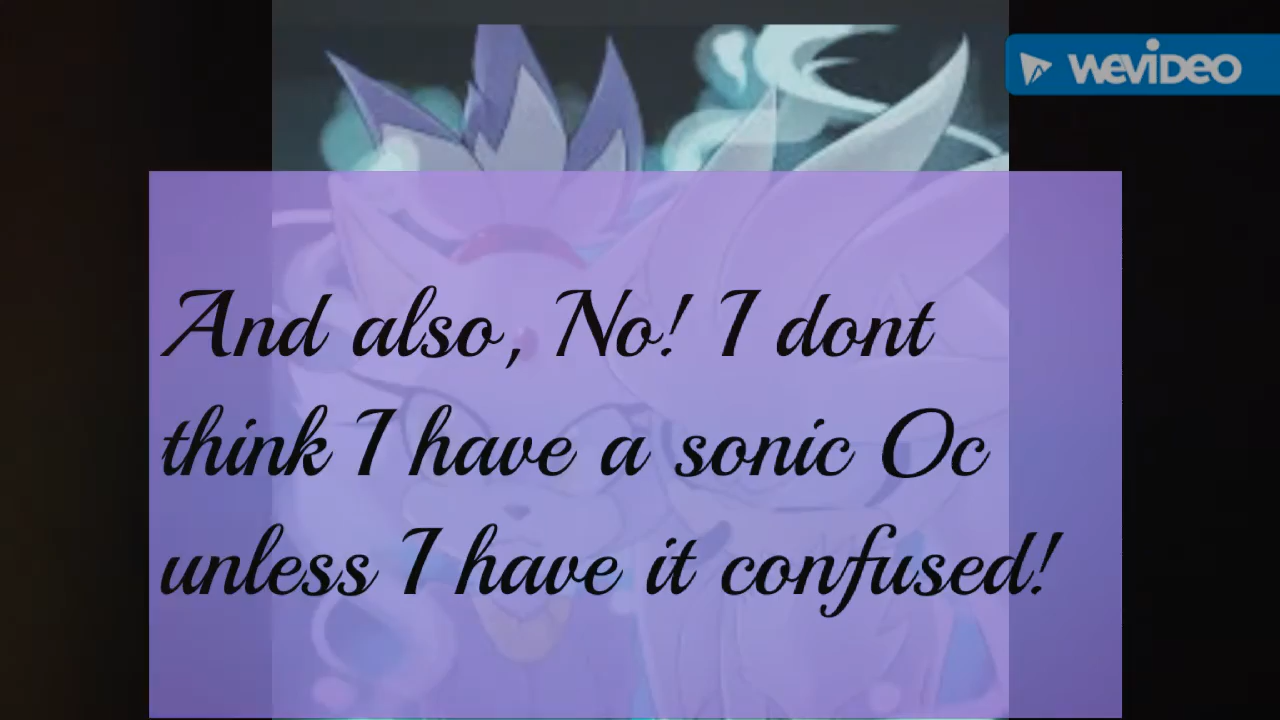 WEVIDEO
And also, No! I dont
think I have a sonic Oc
unless I have it confused!